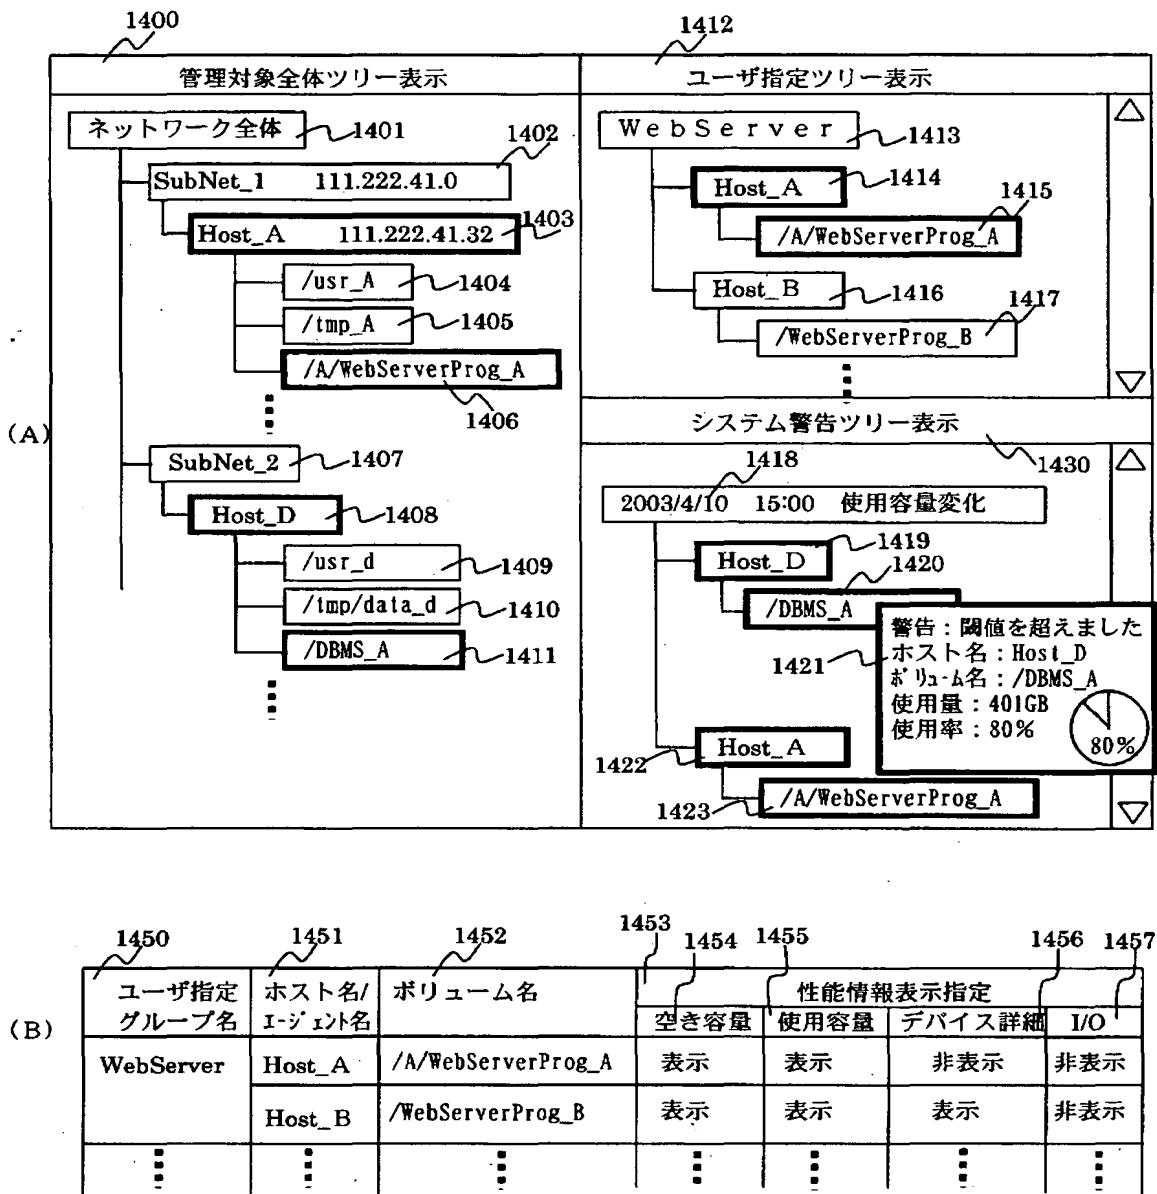 1400
1412
管理対象全体ツリー表示
ユーザ指定ツリー表示
ネットワーク全体
1401
1402
SubNet_1 111.222.41.0
1403
Host_A 111.222.41.32
/usr_A
1404
/tmp_A
1405
/A/WebServerProg_A
1406
(A)
SubNet_2
1407
Host_D
1408
/usr_d
1409
/tmp/data_d
1410
/DBMS_A
1411
WebServer
1413
Host_A
1414
1415
/A/WebServerProg_A
Host_B
1416
1417
/WebServerProg_B
システム警告ツリー表示
1430
1418
2003/4/10 15:00 使用容量変化
1419
Host_D
1420
/DBMS_A
1421
警告：閾値を超えました
ホスト名：Host_D
ﾎﾞﾘｭｰﾑ名：/DBMS_A
使用量：401GB
使用率：80%
80%
Host_A
1422
/A/WebServerProg_A
1423
(B)
1450 1451 1452 1453 1454 1455 1456 1457
ユーザ指定
グループ名
ホスト名/
ｴｰｼﾞｪﾝﾄ名
ボリューム名
性能情報表示指定
空き容量 使用容量 デバイス詳細 I/O
WebServer Host_A /A/WebServerProg_A 表示 表示 非表示 非表示
Host_B /WebServerProg_B 表示 表示 表示 非表示